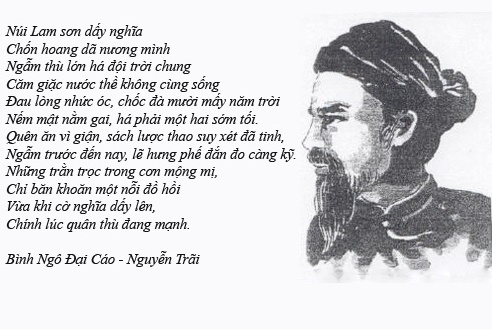 Núi Lam sơn dấy nghĩa
Chốn hoang dã nương mình
Ngẫm thù lớn há đội trời chung
Căm giặc nước thề không cùng sống
Đau lòng nhức óc, chốc đà mười mấy năm trời
Nếm mật nằm gai, há phải một hai sớm tối.
Quên ăn vì giận, sách lược thao suy xét đã tinh,
Ngẫm trước đến nay, lẽ hưng phế đắn đo càng kỹ.
Những trằn trọc trong cơn mộng mị,
Chỉ băn khoăn một nỗi đồ hồi
Vừa khi cờ nghĩa dấy lên,
Chính lúc quân thù đang mạnh.
Bình Ngô Đại Cáo - Nguyễn Trãi